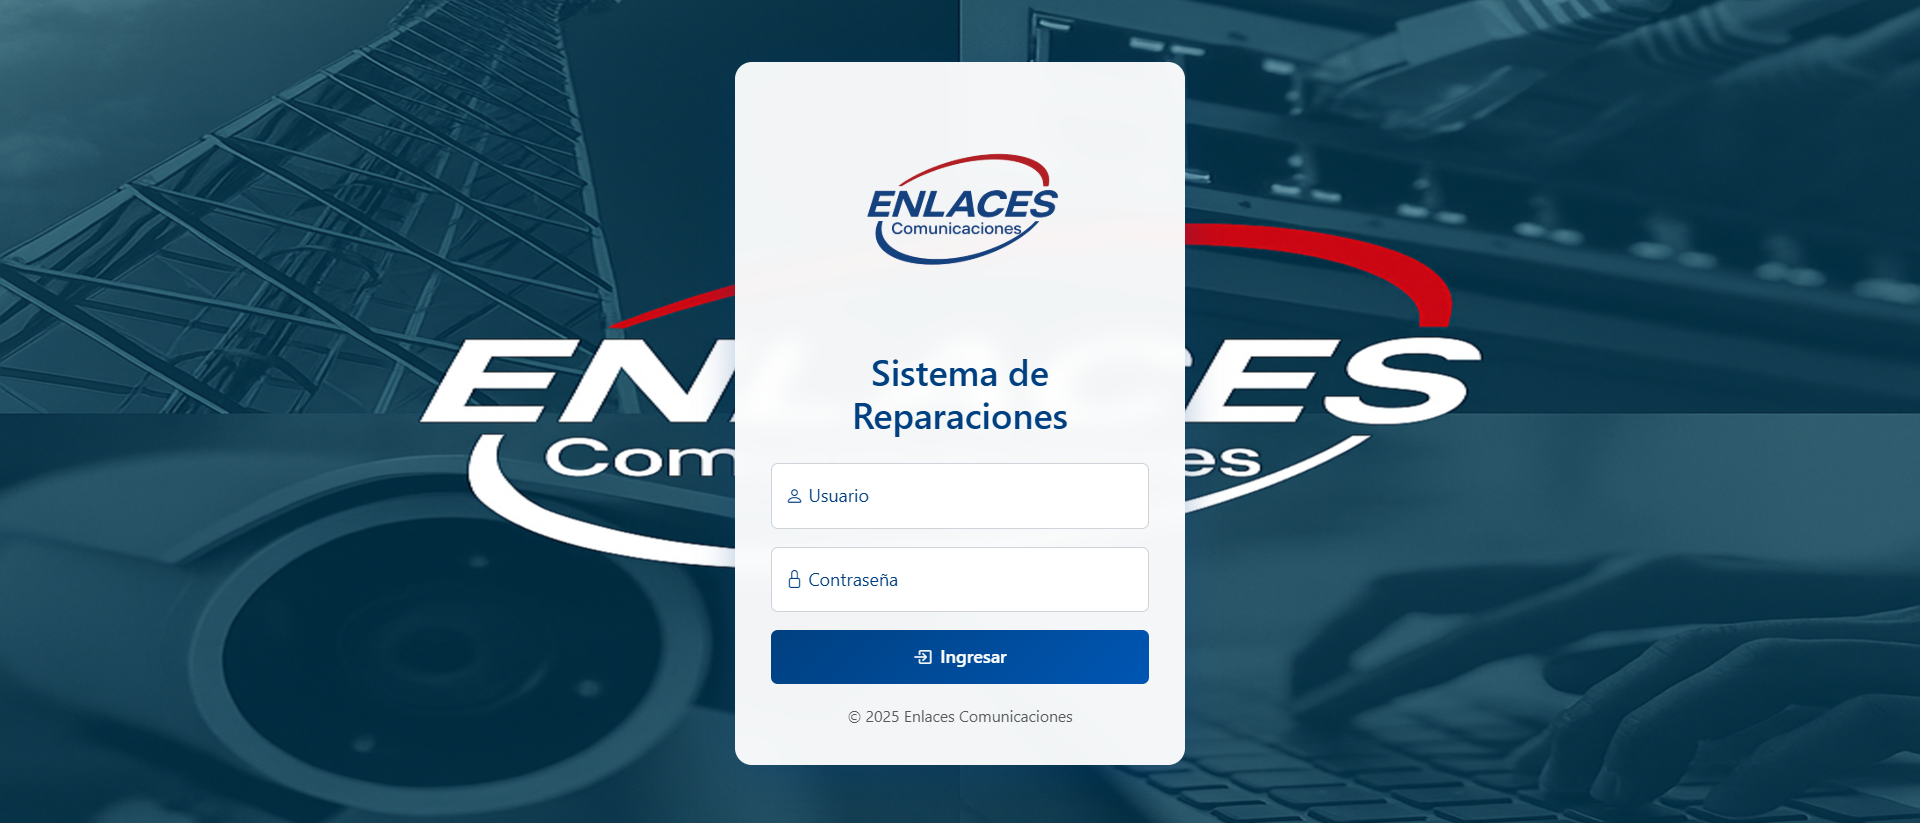 ENLACES
Comunicaciones
Sistema de
Reparaciones
Usuario
Contraseña
Ingresar
© 2025 Enlaces Comunicaciones